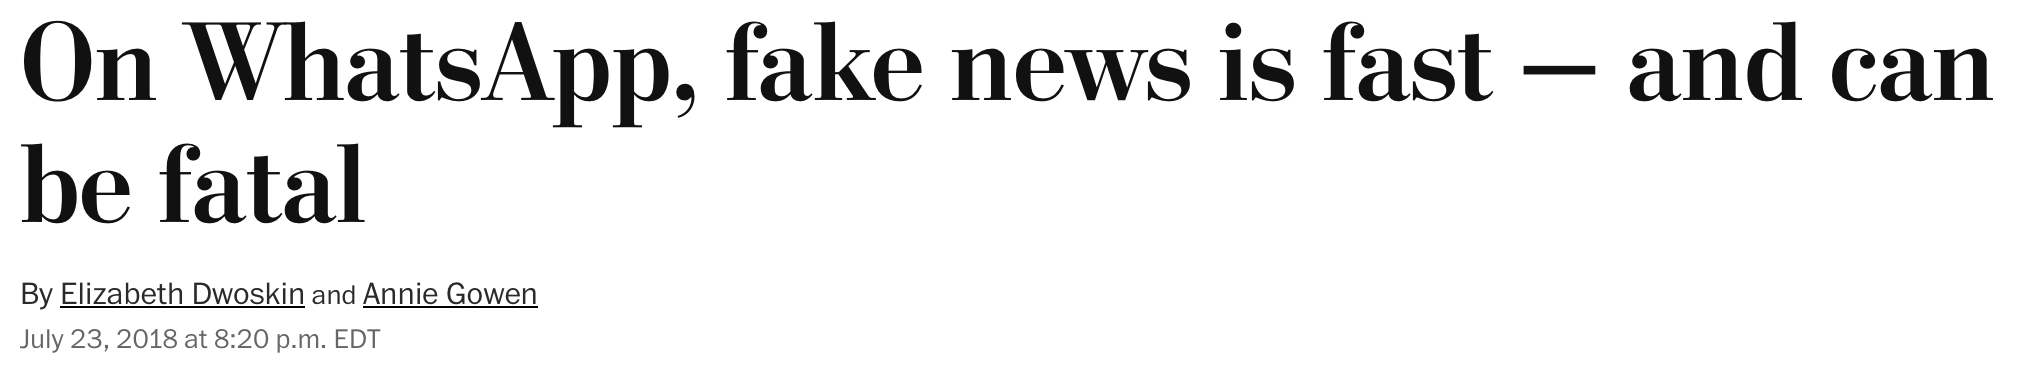 On WhatsApp, fake news is fast — and can
be fatal
By Elizabeth Dwoskin and Annie Gowen
July 23, 2018 at 8:20 p.m. EDT